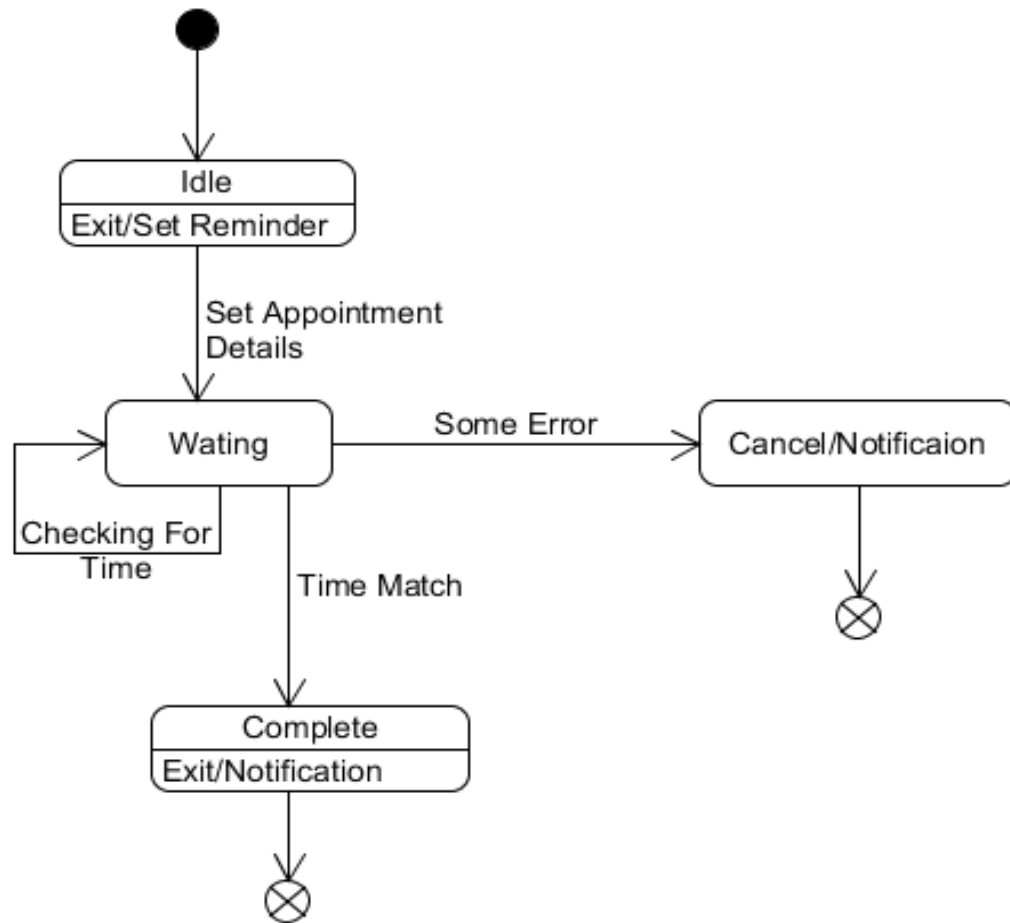 Idle
Exit/Set Reminder
Set Appointment
Details
Wating
Some Error
Cancel/Notificaion
Checking For
Time
Time Match
Complete
Exit/Notification